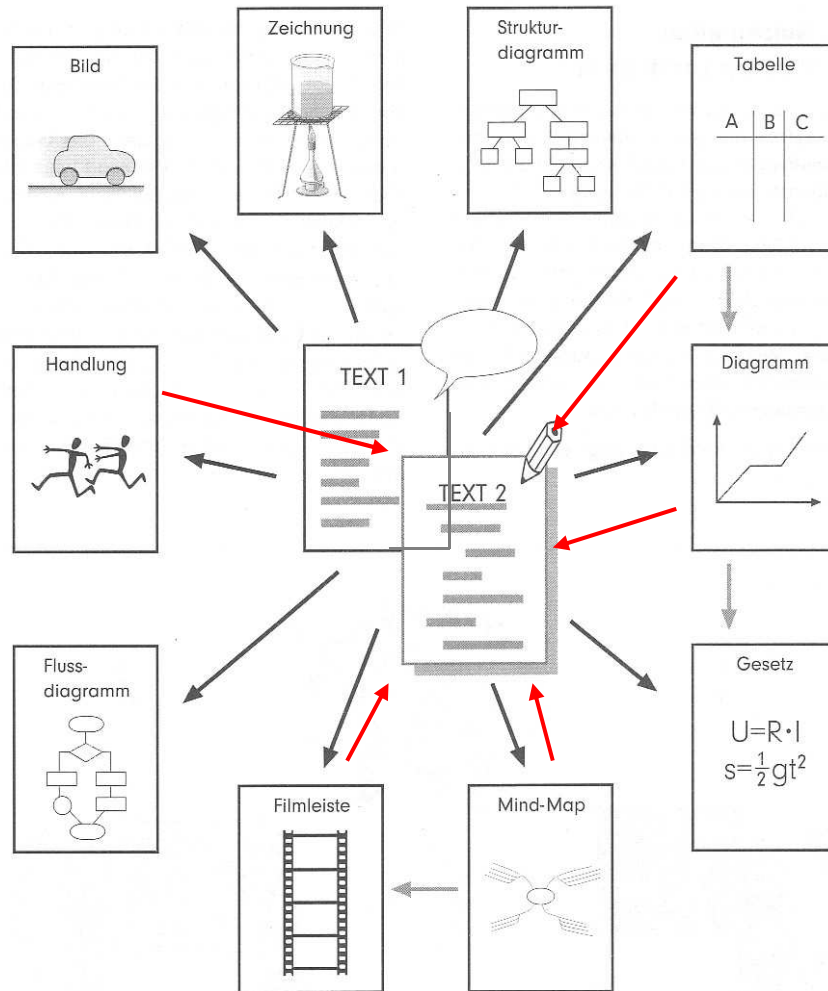 Bild
Zeichnung
Struktur-
diagramm
Tabelle
A B C
Handlung
TEXT 1
TEXT 2
Diagramm
Fluss-
diagramm
Filmleiste
Mind-Map
Gesetz
U=R·I
s=½gt²